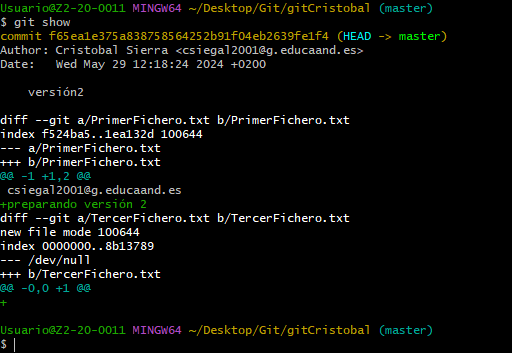 Usuario@Z2-20-0011 MINGW64 ~/Desktop/Git/gitCristobal (master)
$ git show
commit f65ea1e375a838758564252b91f04eb2639fe1f4 (HEAD -> master)
Author: Cristobal Sierra <csiegal2001@g.educaand.es>
Date:   Wed May 29 12:18:24 2024 +0200

    versión2

diff --git a/PrimerFichero.txt b/PrimerFichero.txt
index f524ba5..1ea132d 100644
--- a/PrimerFichero.txt
+++ b/PrimerFichero.txt
@@ -1 +1,2 @@
 csiegal2001@g.educaand.es
+preparando versión 2
diff --git a/TercerFichero.txt b/TercerFichero.txt
new file mode 100644
index 0000000..8b13789
--- /dev/null
+++ b/TercerFichero.txt
@@ -0,0 +1 @@
+

Usuario@Z2-20-0011 MINGW64 ~/Desktop/Git/gitCristobal (master)
$